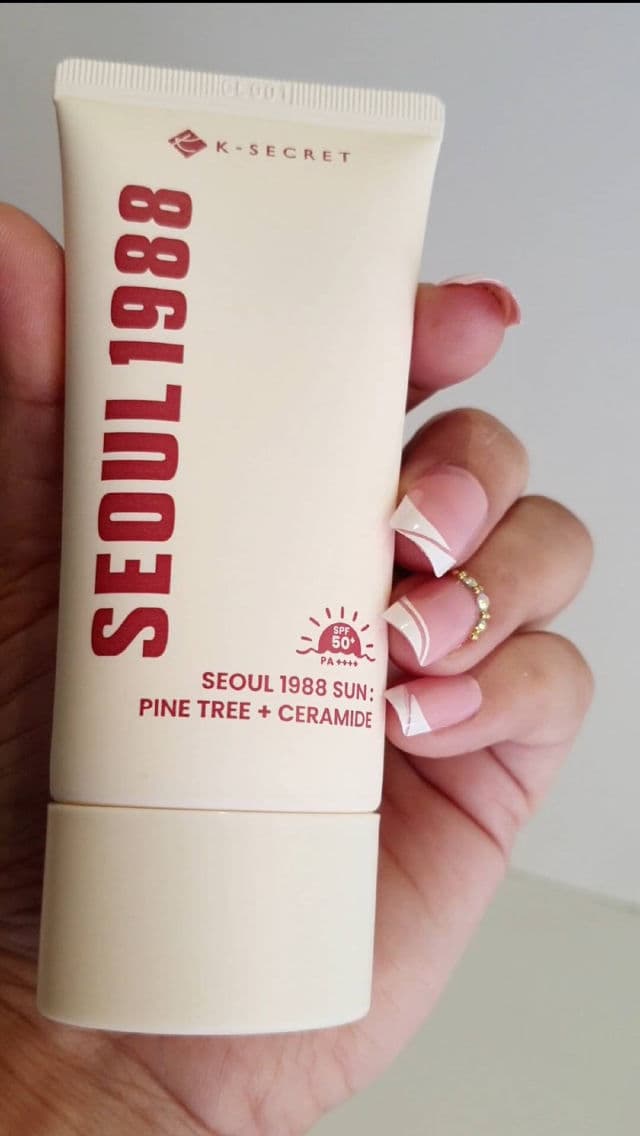 K-SECRET
SEOUL 1988
SPF
50+
PA++++
SEOUL 1988 SUN:
PINE TREE + CERAMIDE